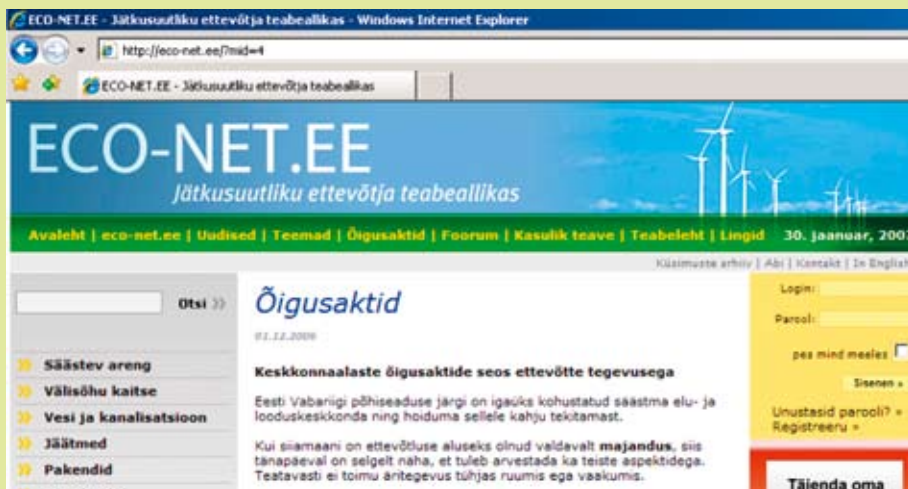 ECO-NET.EE - Jätkusuutliku ettevõtja teabeallikas - Windows Internet Explorer
http://eco-net.ee/?mid=4
ECO-NET.EE - Jätkusuutliku ettevõtja teabeallikas
ECO-NET.EE
Jätkusuutliku ettevõtja teabeallikas
Avaleht | eco-net.ee | Uudised | Teemad | Õigusaktid | Foorum | Kasulik teave | Teabeleht | Lingid 30. jaanuar, 2007
Küsimuste arhiiv | Abi | Kontakt | In English
Otsi »
Säästev areng
Välisõhu kaitse
Vesi ja kanalisatsioon
Jäätmed
Pakendid
Õigusaktid
01.12.2006
Keskkonnaalaste õigusaktide seos ettevõtte tegevusega
Eesti Vabariigi põhiseaduse järgi on igaüks kohustatud säästma elu- ja
looduskeskkonda ning hoiduma sellele kahju tekitamast.
Kui siiamaani on ettevõtluse aluseks olnud valdavalt majandus, siis
tänapäeval on selgelt näha, et tuleb arvestada ka teiste aspektidega.
Teatavasti ei toimu äritegevus tühjas ruumis ega vaakumis.
Login:
Parool:
pea mind meeles
Sisenen »
Unustasid parooli? »
Registreeru »
Täienda oma